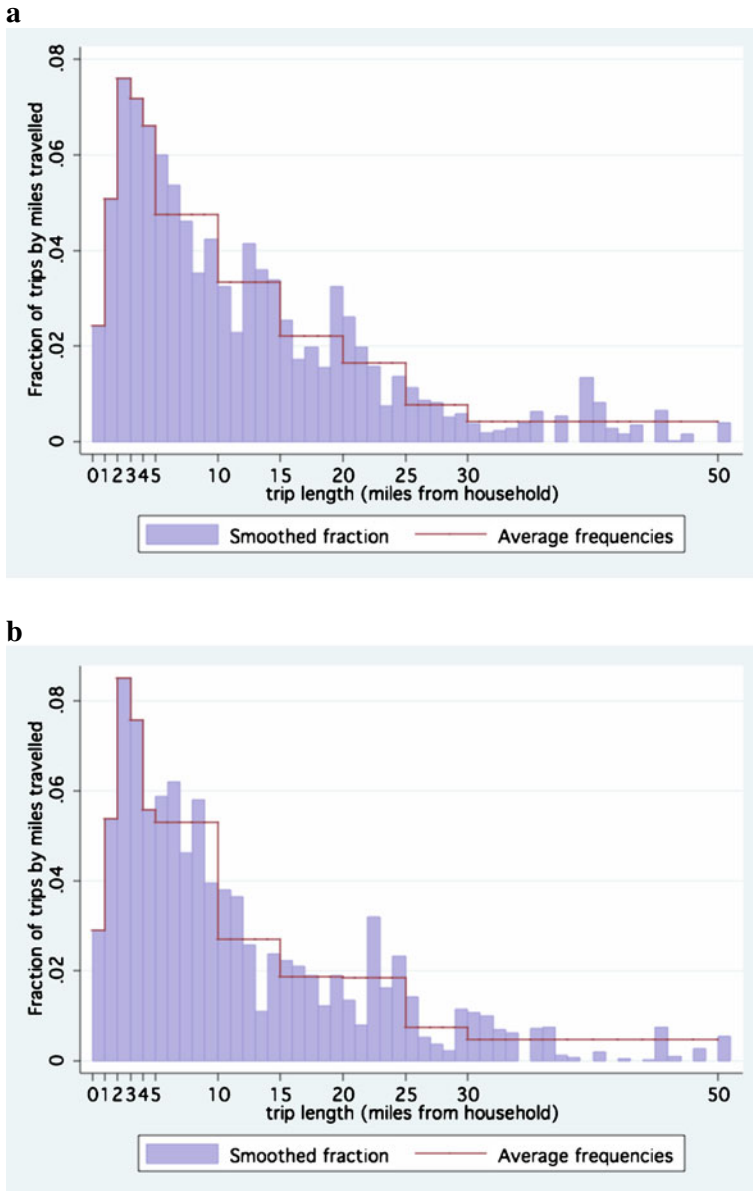 a
Fraction of trips by miles travelled
.08
.06
.04
.02
0
0 1 2 3 4 5 10 15 20 25 30 50
trip length (miles from household)
Smoothed fraction Average frequencies
b
Fraction of trips by miles travelled
.08
.06
.04
.02
0
0 1 2 3 4 5 10 15 20 25 30 50
trip length (miles from household)
Smoothed fraction Average frequencies